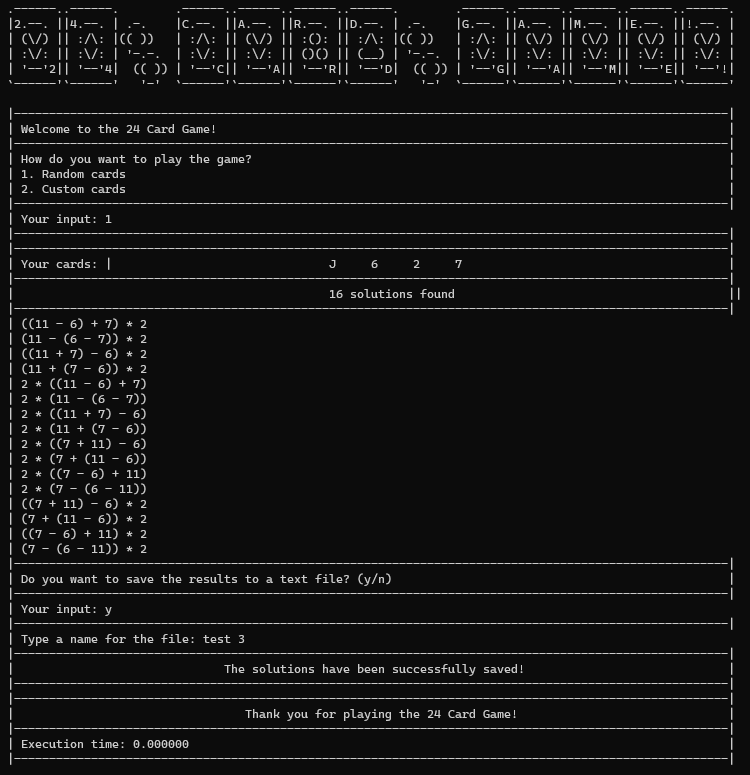 .------..------.     .------..------..------..------.     .------..------..------..------..------.
|2.--. ||4.--. | .-.   |C.--. ||A.--. ||R.--. ||D.--. | .-.   |G.--. ||A.--. ||M.--. ||E.--. ||!.--. |
| (\/) || :/\: |(( ))  | :/\: || (\/) || :(): || :/\: |(( ))  | :/\: || (\/) || (\/) || (\/) || (\/) |
| :\/: || :\/: | '-.-. | :\/: || :\/: || ()() || (__) | '-.-. | :\/: || :\/: || :\/: || :\/: || :\/: |
| '--'2|| '--'4|  (( )) | '--'C|| '--'A|| '--'R|| '--'D|  (( )) | '--'G|| '--'A|| '--'M|| '--'E|| '--'!|
Welcome to the 24 Card Game!
How do you want to play the game?
1. Random cards
2. Custom cards
Your input: 1
Your cards: | J 6 2 7
16 solutions found
((11 - 6) + 7) * 2
(11 - (6 - 7)) * 2
((11 + 7) - 6) * 2
(11 + (7 - 6)) * 2
2 * ((11 - 6) + 7)
2 * (11 - (6 - 7))
2 * ((11 + 7) - 6)
2 * (11 + (7 - 6))
2 * ((7 + 11) - 6)
2 * (7 + (11 - 6))
2 * ((7 - 6) + 11)
2 * (7 - (6 - 11))
((7 + 11) - 6) * 2
(7 + (11 - 6)) * 2
((7 - 6) + 11) * 2
(7 - (6 - 11)) * 2
Do you want to save the results to a text file? (y/n)
Your input: y
Type a name for the file: test 3
The solutions have been successfully saved!
Thank you for playing the 24 Card Game!
Execution time: 0.000000